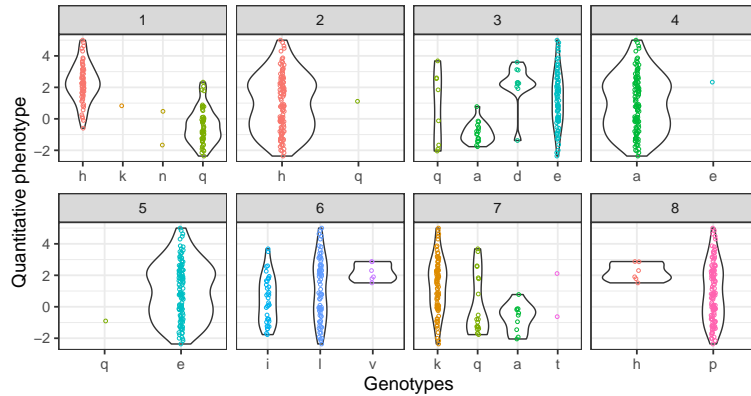 1 2 3 4
4
2
0
−2
h k n q h q q a d e a e
5 6 7 8
4
2
0
−2
q e i l v k q a t h p
Genotypes
Quantitative phenotype